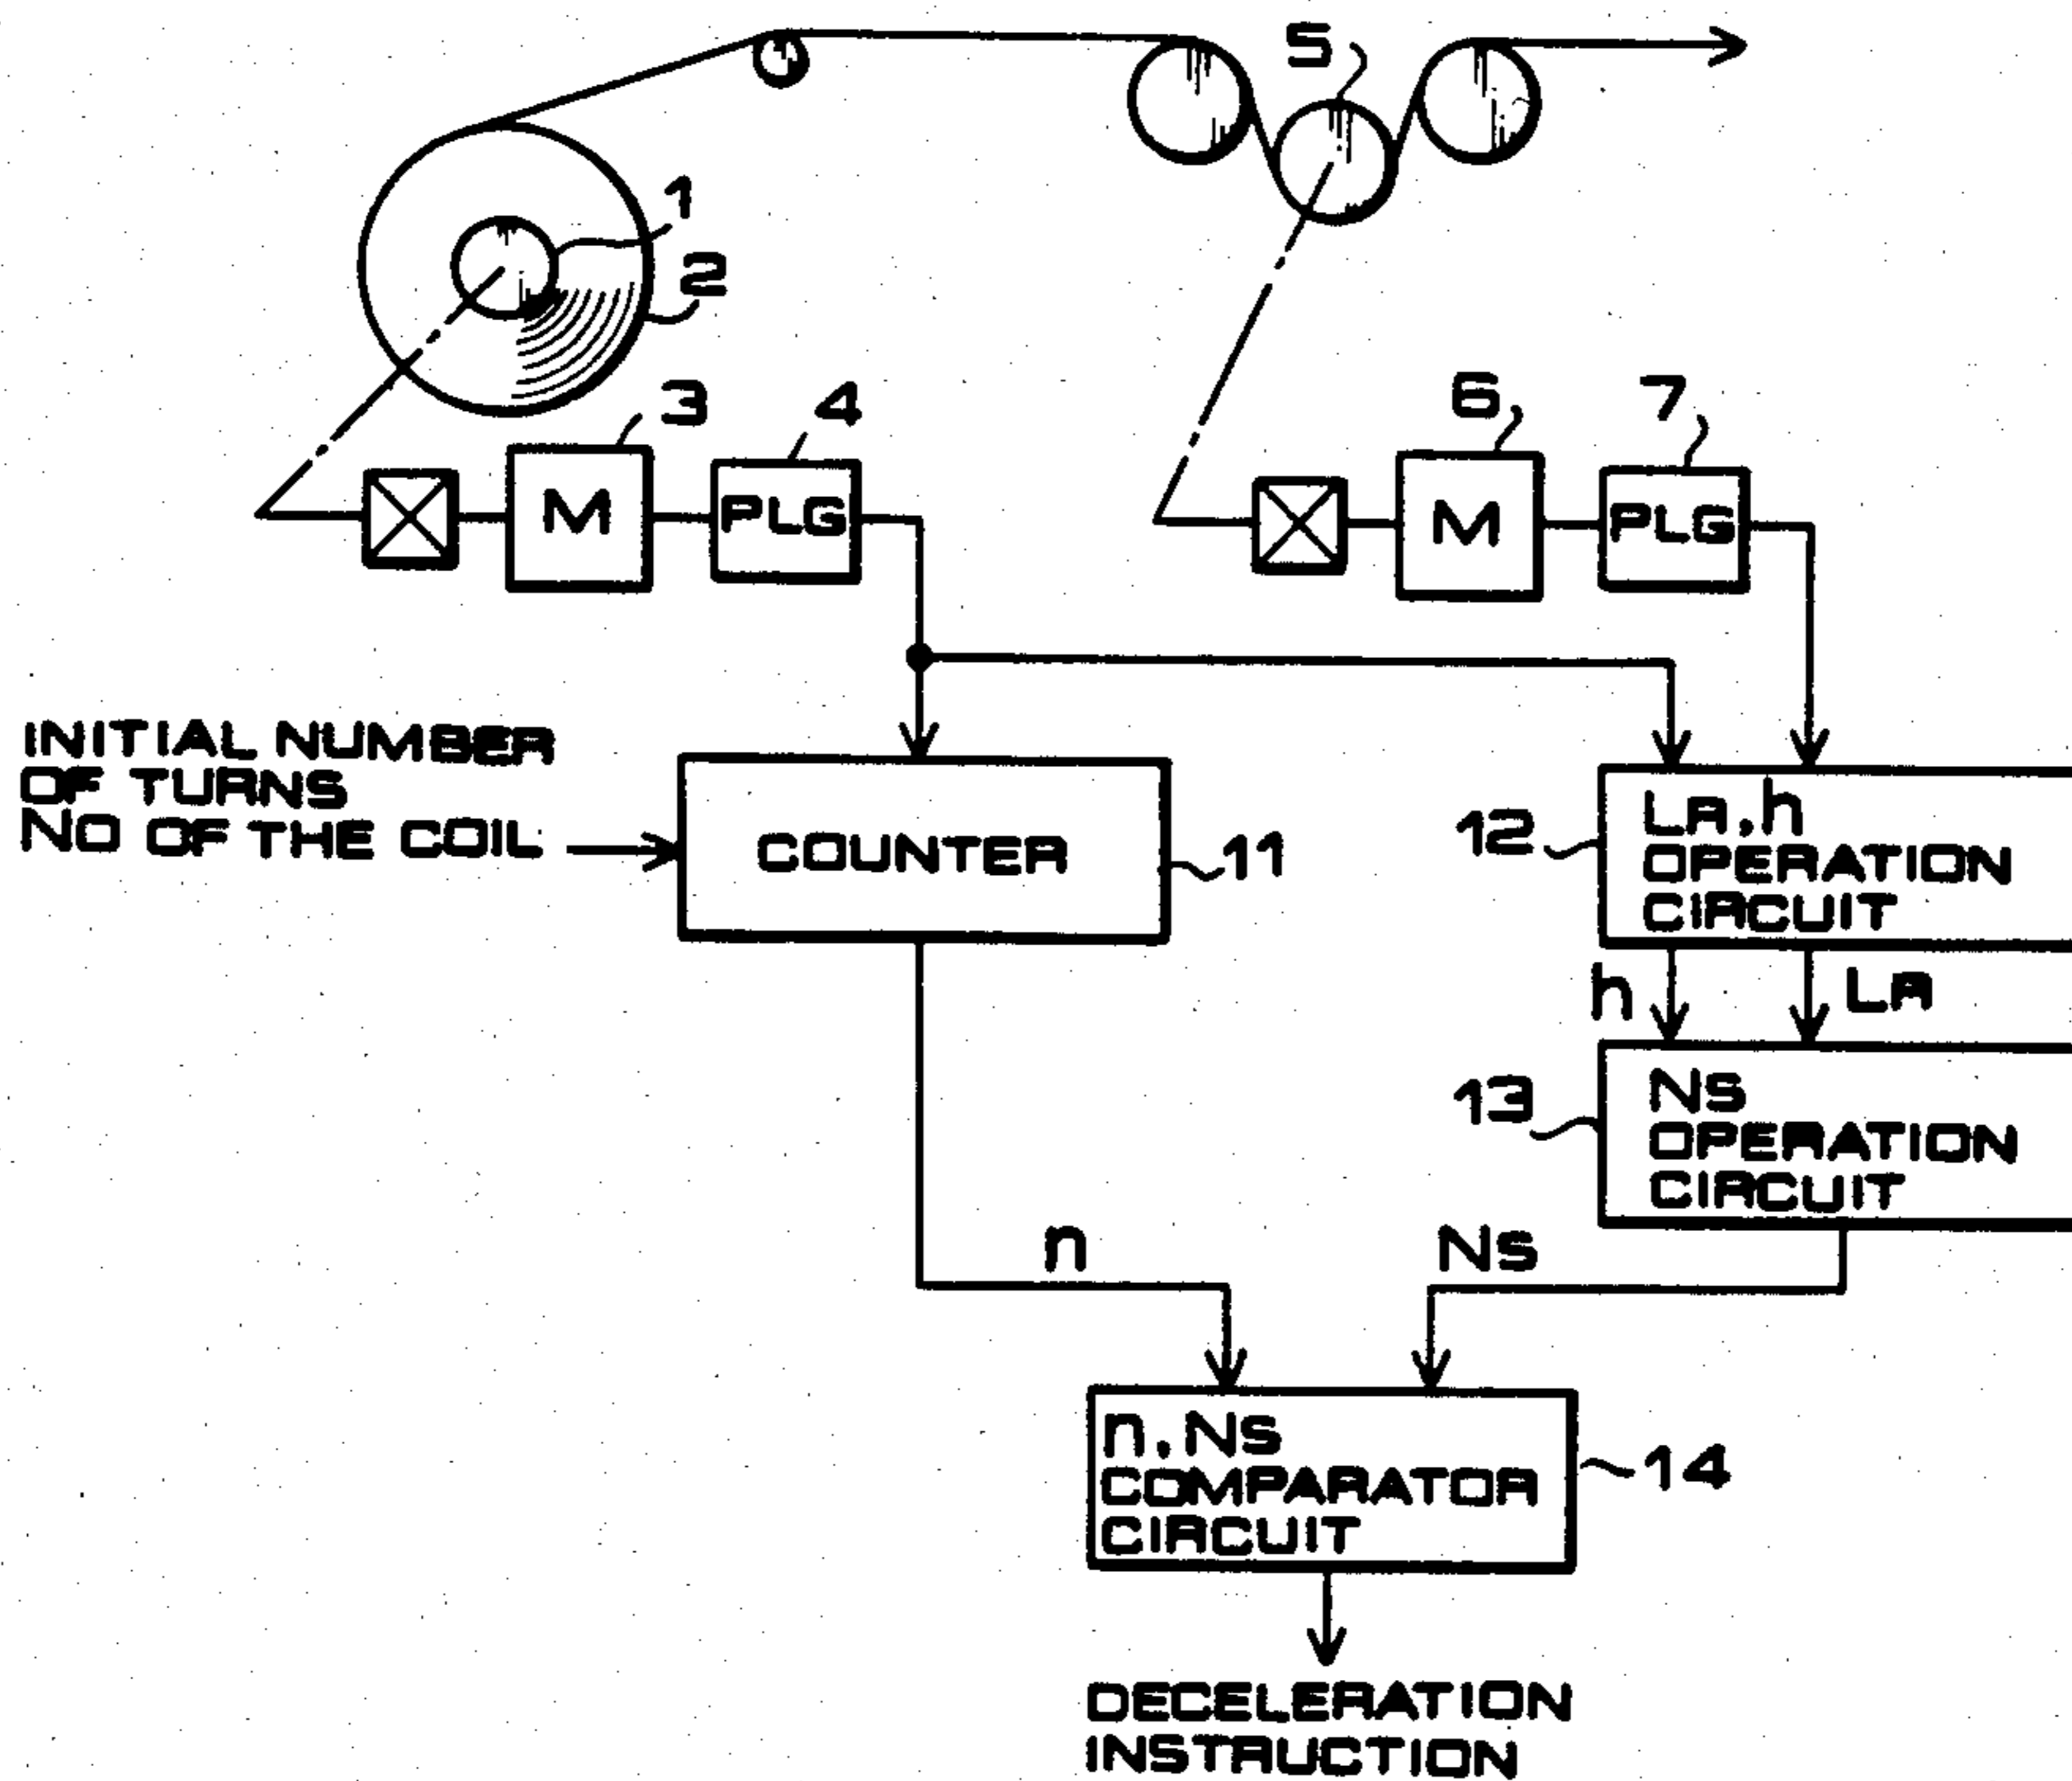 5
1
2
3
4
6
7
M
PLG
M
PLG
INITIAL NUMBER
OF TURNS
NO OF THE COIL
COUNTER
11
12
LA, h
OPERATION
CIRCUIT
h
LA
13
NS
OPERATION
CIRCUIT
n
NS
n, NS
COMPARATOR
CIRCUIT
14
DECELERATION
INSTRUCTION